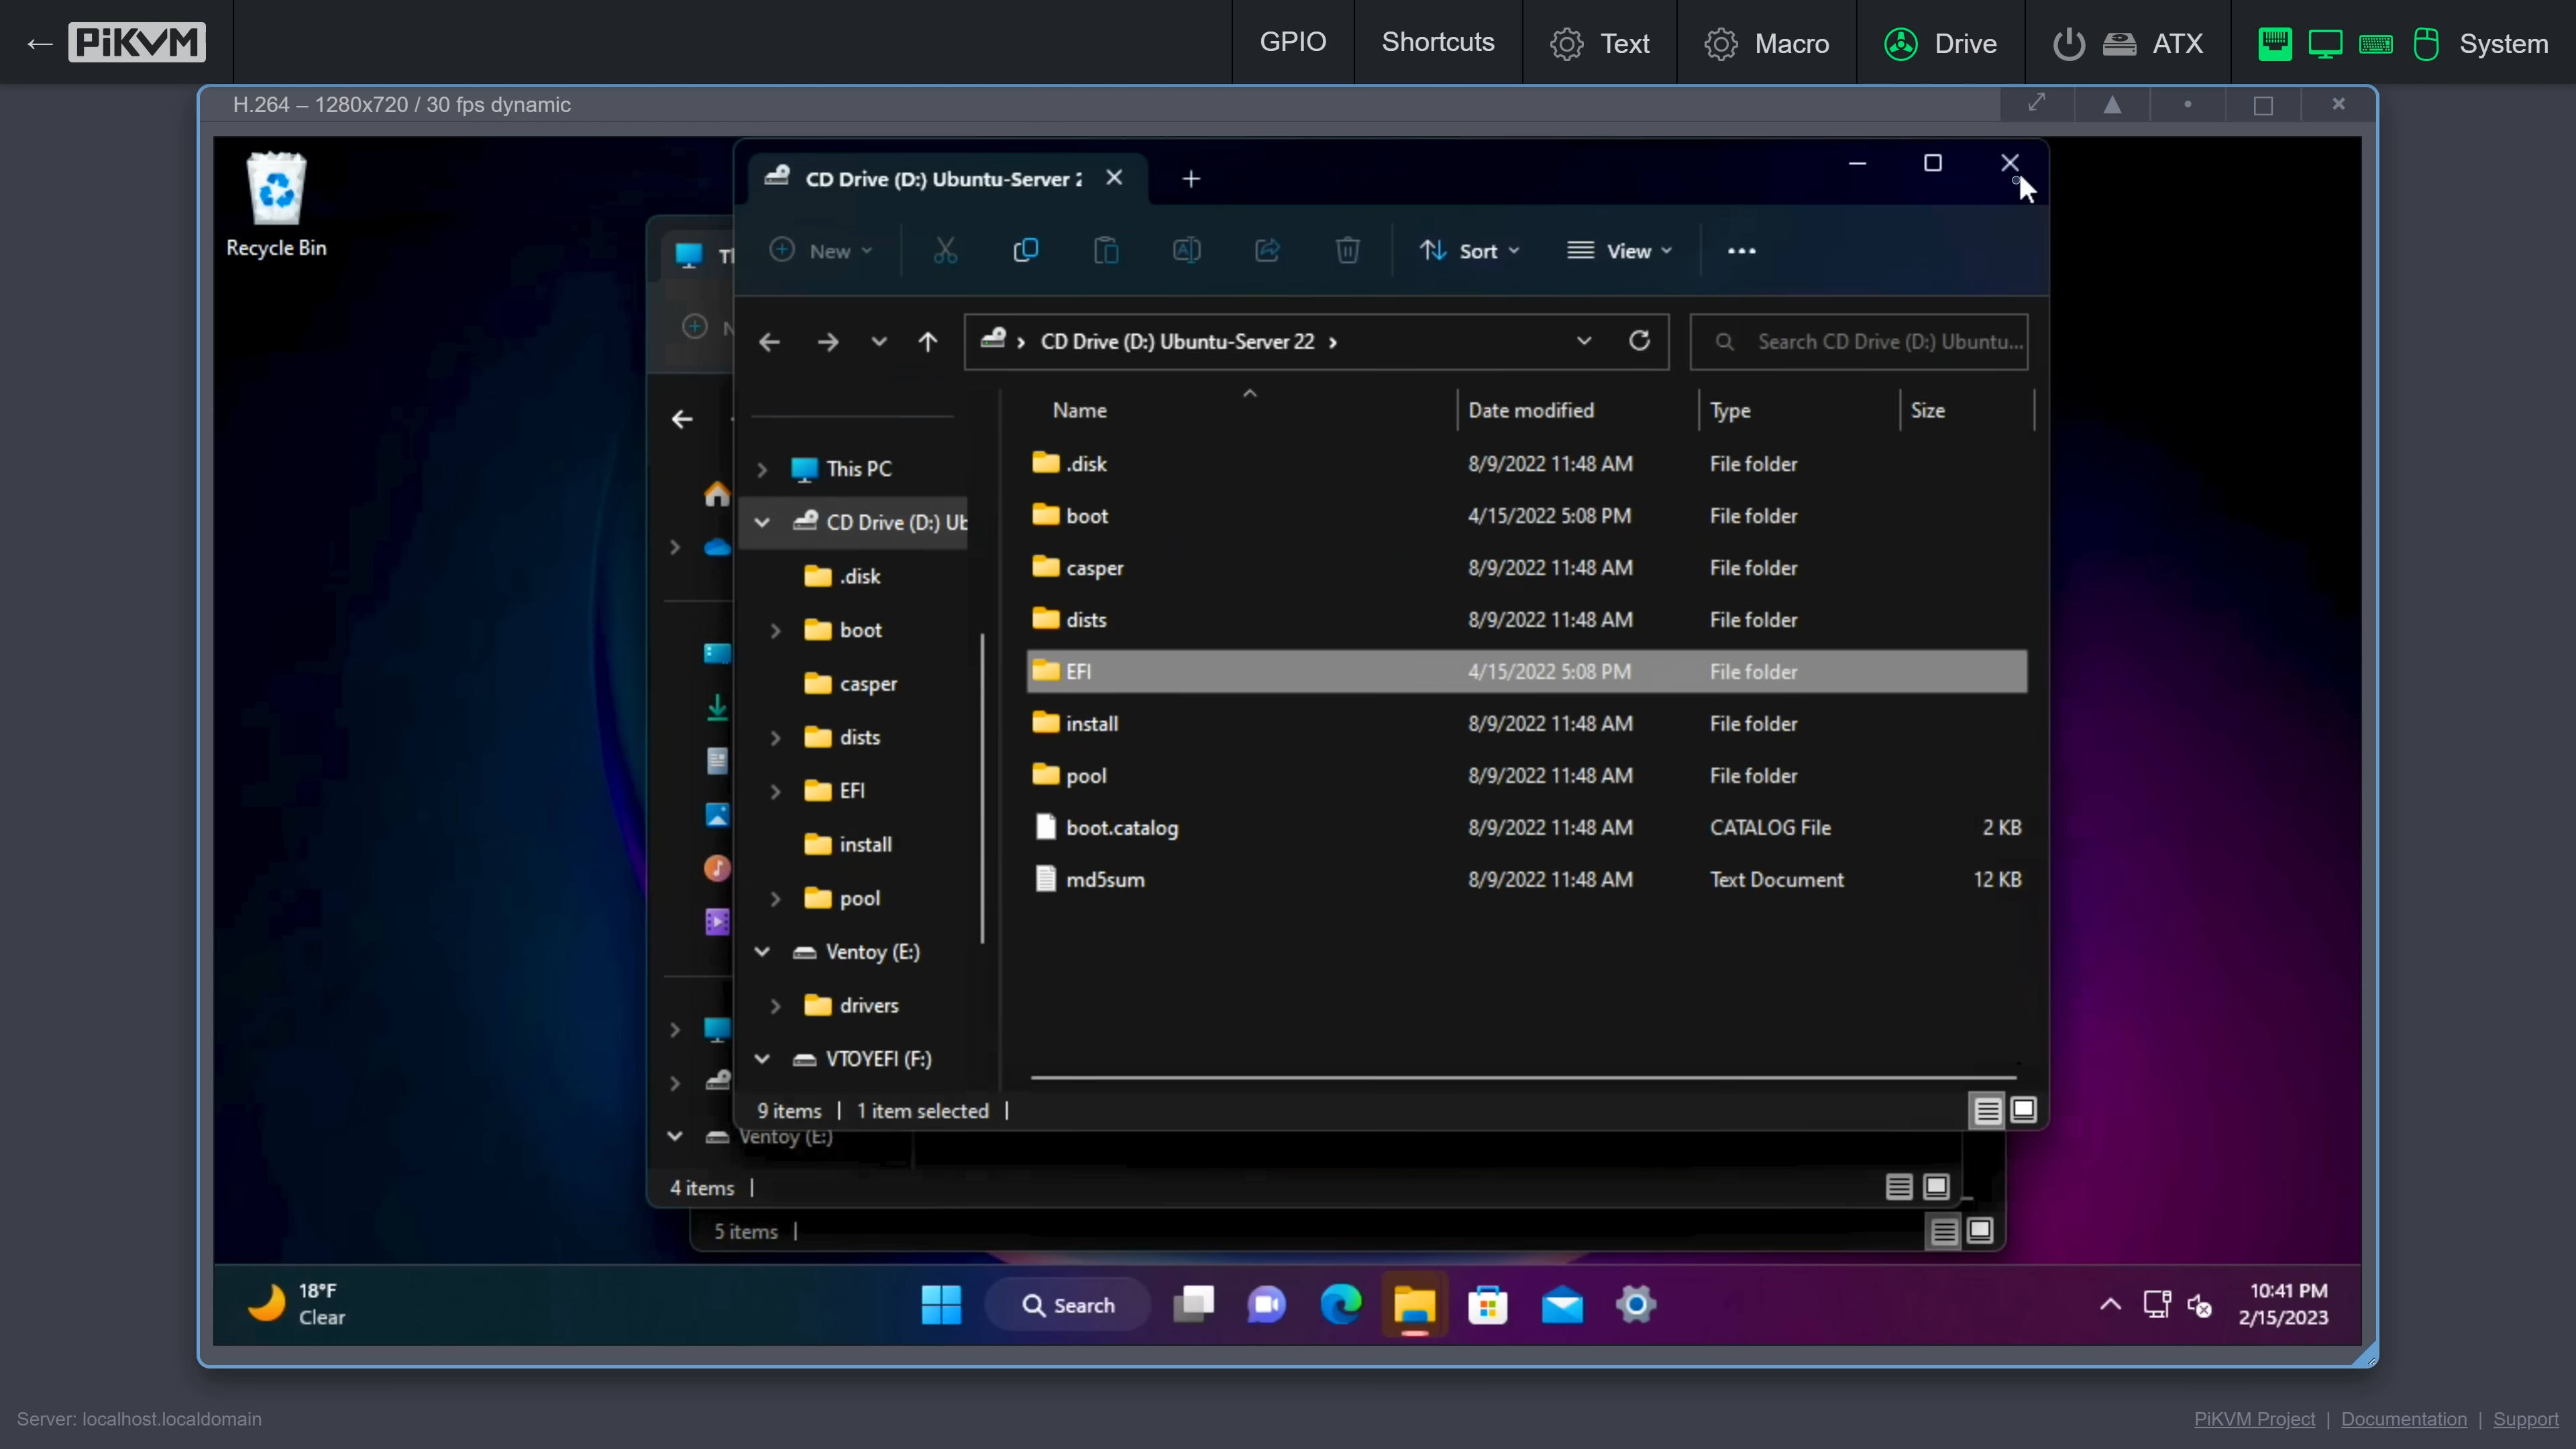 ← PiKVM
GPIO
Shortcuts
Text
Macro
Drive
ATX
System
H.264 – 1280x720 / 30 fps dynamic
Recycle Bin
CD Drive (D:) Ubuntu-Server 2
New
Sort
View
CD Drive (D:) Ubuntu-Server 22
Search CD Drive (D:) Ubuntu...
Name Date modified Type Size
This PC
CD Drive (D:) Ub
.disk
boot
casper
dists
EFI
install
pool
Ventoy (E:)
drivers
VTOYEFI (F:)
.disk 8/9/2022 11:48 AM File folder
boot 4/15/2022 5:08 PM File folder
casper 8/9/2022 11:48 AM File folder
dists 8/9/2022 11:48 AM File folder
EFI 4/15/2022 5:08 PM File folder
install 8/9/2022 11:48 AM File folder
pool 8/9/2022 11:48 AM File folder
boot.catalog 8/9/2022 11:48 AM CATALOG File 2 KB
md5sum 8/9/2022 11:48 AM Text Document 12 KB
9 items | 1 item selected |
Ventoy (E:)
4 items |
5 items |
18°F
Clear
Search
10:41 PM
2/15/2023
Server: localhost.localdomain
PiKVM Project | Documentation | Support